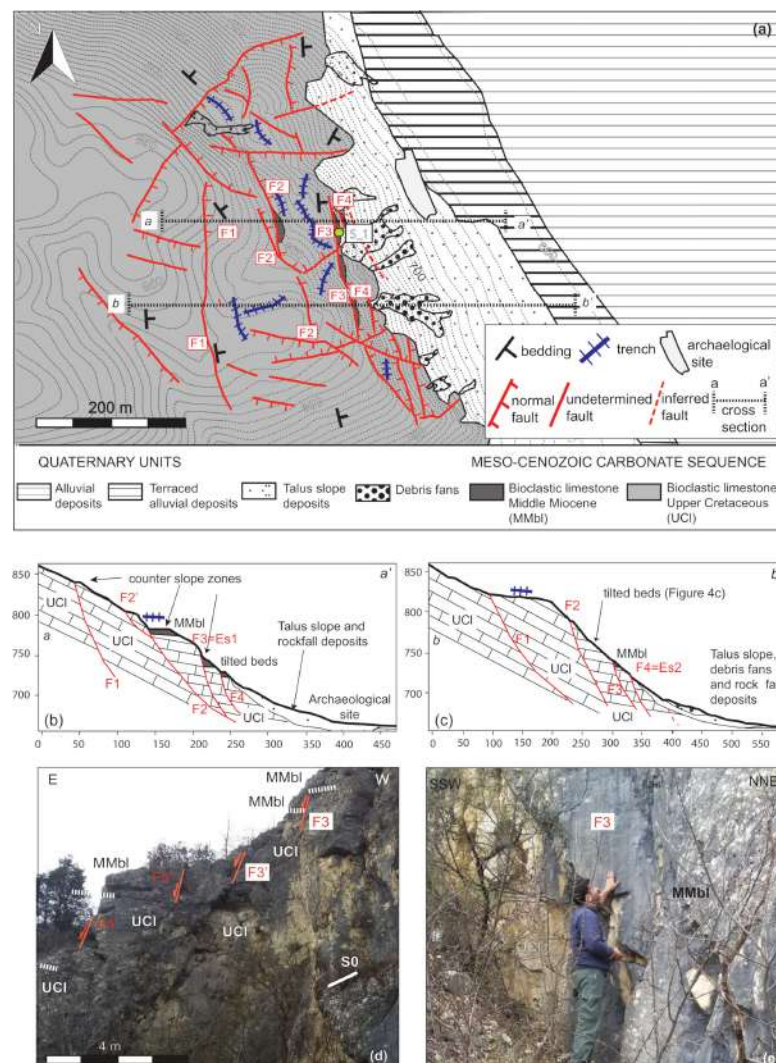 N
(a)
F2
F4
a
F1
F3
S_1
a'
F2
700
b
F3
F4
b'
F1
F2
200 m
bedding
trench
archaeological
site
normal
fault
undetermined
fault
inferred
fault
a a'
cross
section
QUATERNARY UNITS
MESO-CENOZOIC CARBONATE SEQUENCE
Alluvial
deposits
Terraced
alluvial deposits
Talus slope
deposits
Debris fans
Bioclastic limestone
Middle Miocene
(MMbl)
Bioclastic limestone
Upper Cretaceous
(UCl)
850
800
750
700
a'
counter slope zones
UCl
F2'
MMbl
F3=Es1
tilted beds
Talus slope and
rockfall deposits
a
UCl
F1
F2
F4
UCl
Archaeological
site
(b)
0 50 100 150 200 250 300 350 400 450
850
800
750
700
b
F2
tilted beds (Figure 4c)
UCl
F1
UCl
MMbl
F4=Es2
F3
b
UCl
Talus slope,
debris fans
and rock fa
deposits
(c)
0 50 100 150 200 250 300 350 400 450 500 55
E
W
MMbl
MMbl
F3
UCl
MMbl
F3'
UCl
UCl
UCl
S0
4 m
(d)
SSW
NNE
F3
MMbl